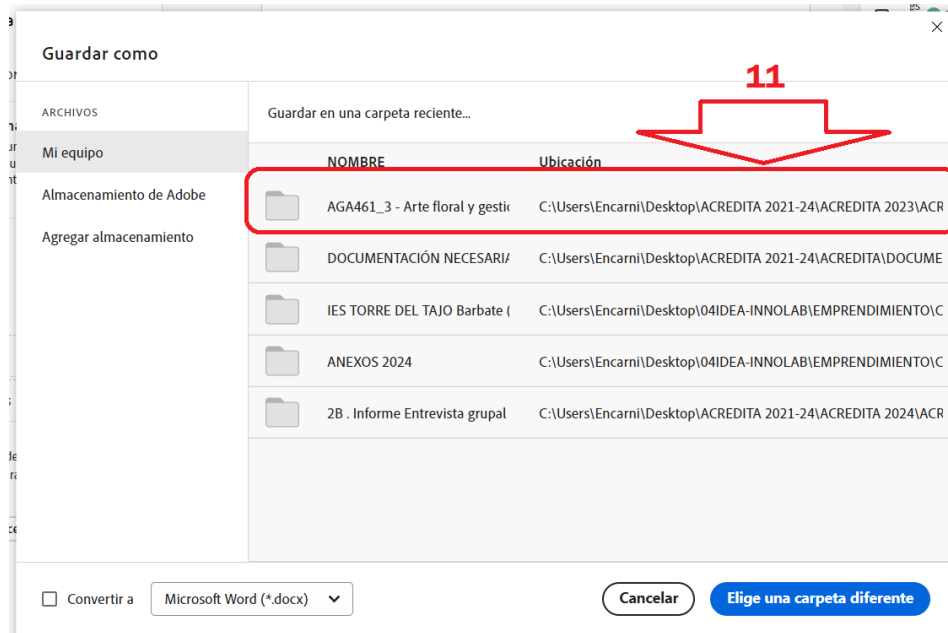 Guardar como
11
ARCHIVOS
Guardar en una carpeta reciente...
Mi equipo
NOMBRE Ubicación
Almacenamiento de Adobe
AGA461_3 - Arte floral y gestic C:\Users\Encarni\Desktop\ACREDITA 2021-24\ACREDITA 2023\ACR
Agregar almacenamiento
DOCUMENTACIÓN NECESARIA C:\Users\Encarni\Desktop\ACREDITA 2021-24\ACREDITA\DOCUME
IES TORRE DEL TAJO Barbate ( C:\Users\Encarni\Desktop\04IDEA-INNOLAB\EMPRENDIMIENTO\C
ANEXOS 2024 C:\Users\Encarni\Desktop\04IDEA-INNOLAB\EMPRENDIMIENTO\C
2B . Informe Entrevista grupal C:\Users\Encarni\Desktop\ACREDITA 2021-24\ACREDITA 2024\ACR
Convertir a Microsoft Word (*.docx) Cancelar Elige una carpeta diferente